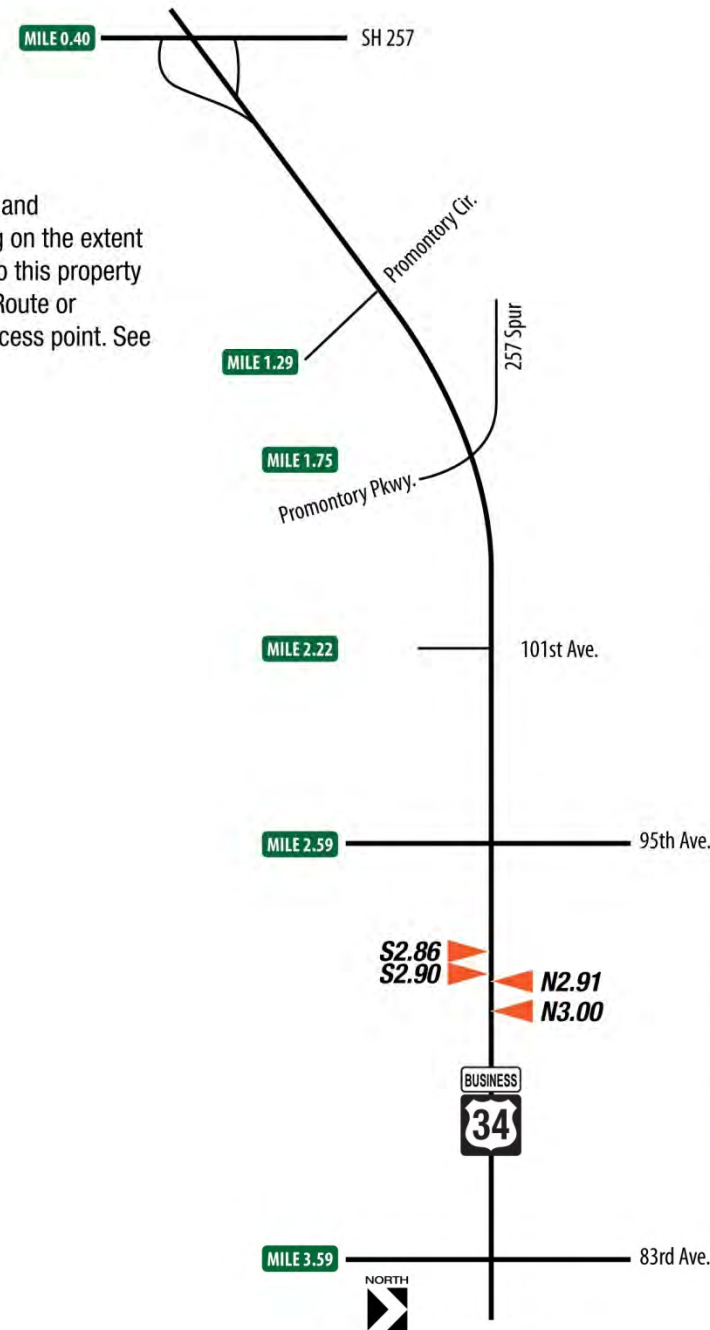 MILE 0.40
SH 257
and
g on the extent
o this property
Route or
cess point. See
Promontory Cir.
MILE 1.29
257 Spur
MILE 1.75
Promontory Pkwy.
MILE 2.22
101st Ave.
MILE 2.59
95th Ave.
S2.86
S2.90
N2.91
N3.00
BUSINESS
34
MILE 3.59
83rd Ave.
NORTH